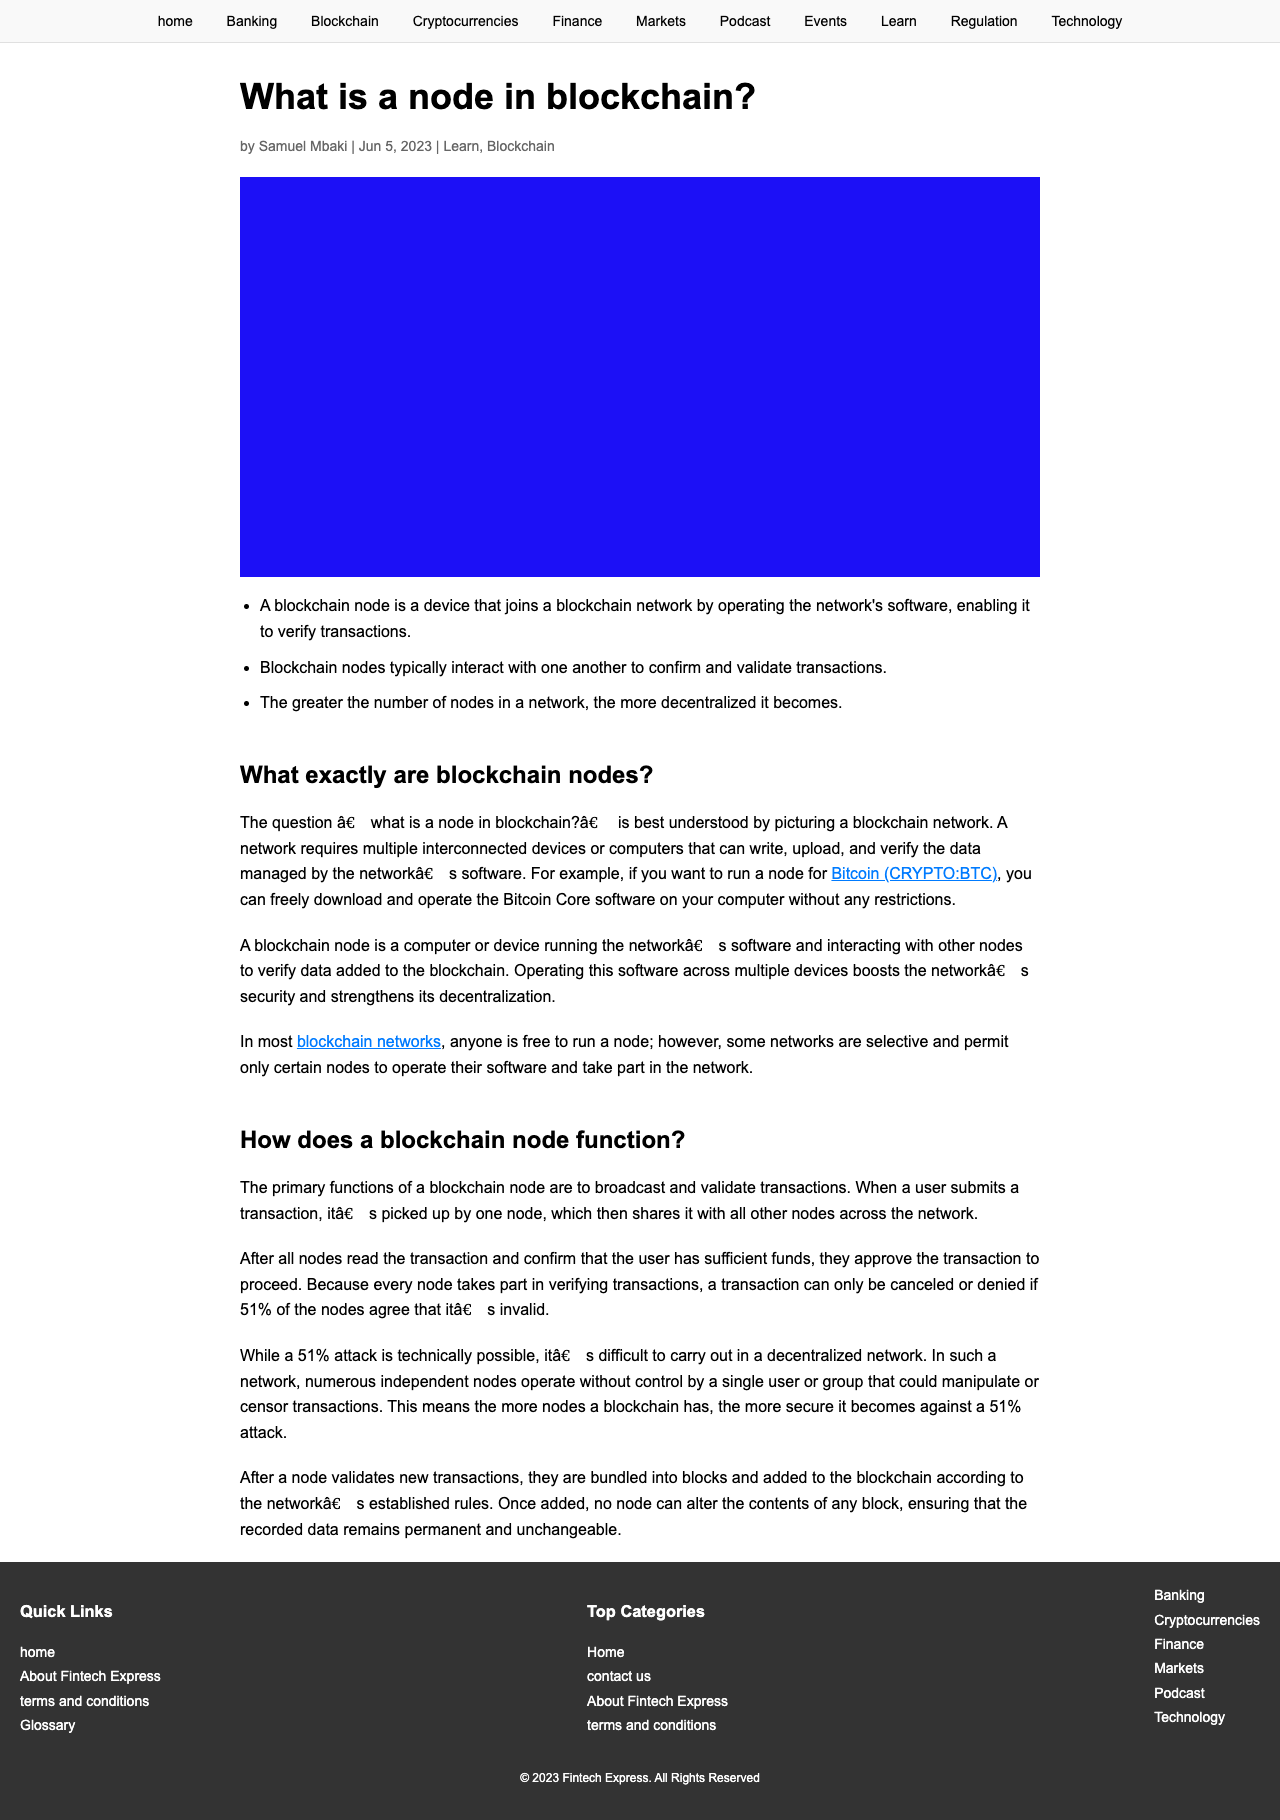 home Banking Blockchain Cryptocurrencies Finance Markets Podcast Events Learn Regulation Technology
What is a node in blockchain?
by Samuel Mbaki | Jun 5, 2023 | Learn, Blockchain
• A blockchain node is a device that joins a blockchain network by operating the network's software, enabling it
to verify transactions.
• Blockchain nodes typically interact with one another to confirm and validate transactions.
• The greater the number of nodes in a network, the more decentralized it becomes.
What exactly are blockchain nodes?
The question â€ what is a node in blockchain?â€ is best understood by picturing a blockchain network. A
network requires multiple interconnected devices or computers that can write, upload, and verify the data
managed by the networkâ€ s software. For example, if you want to run a node for Bitcoin (CRYPTO:BTC), you
can freely download and operate the Bitcoin Core software on your computer without any restrictions.
A blockchain node is a computer or device running the networkâ€ s software and interacting with other nodes
to verify data added to the blockchain. Operating this software across multiple devices boosts the networkâ€ s
security and strengthens its decentralization.
In most blockchain networks, anyone is free to run a node; however, some networks are selective and permit
only certain nodes to operate their software and take part in the network.
How does a blockchain node function?
The primary functions of a blockchain node are to broadcast and validate transactions. When a user submits a
transaction, itâ€ s picked up by one node, which then shares it with all other nodes across the network.
After all nodes read the transaction and confirm that the user has sufficient funds, they approve the transaction to
proceed. Because every node takes part in verifying transactions, a transaction can only be canceled or denied if
51% of the nodes agree that itâ€ s invalid.
While a 51% attack is technically possible, itâ€ s difficult to carry out in a decentralized network. In such a
network, numerous independent nodes operate without control by a single user or group that could manipulate or
censor transactions. This means the more nodes a blockchain has, the more secure it becomes against a 51%
attack.
After a node validates new transactions, they are bundled into blocks and added to the blockchain according to
the networkâ€ s established rules. Once added, no node can alter the contents of any block, ensuring that the
recorded data remains permanent and unchangeable.
Quick Links
home
About Fintech Express
terms and conditions
Glossary
Top Categories
Home
contact us
About Fintech Express
terms and conditions
Banking
Cryptocurrencies
Finance
Markets
Podcast
Technology
© 2023 Fintech Express. All Rights Reserved